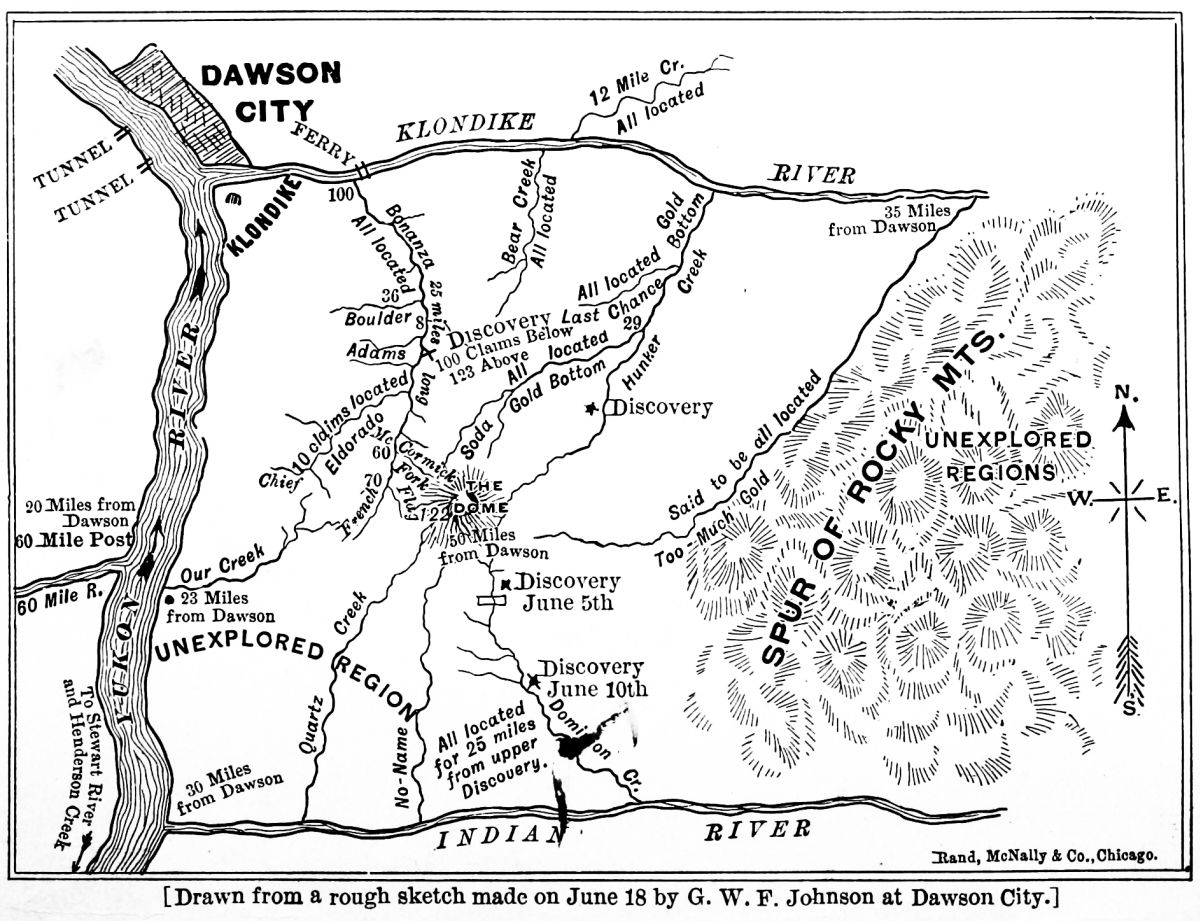 DAWSON
CITY
12 Mile Cr.
All located
KLONDIKE
RIVER
FERRY
TUNNEL
TUNNEL
KLONDIKE
100
35 Miles
from Dawson
Bonanza
25 miles
long
All located
Bear Creek
All located
Gold
Bottom
Creek
36
Boulder
8
Adams
All located
Last Chance
29
Discovery
100 Claims Below
123 Above
All located
Gold Bottom
Soda
Hunker
Discovery
10 claims located
Eldorado
Chief
Mc Cormick
Fork
60
70
French
122
THE
DOME
50 Miles
from Dawson
Said to be all located
Too Much Gold
SPUR OF ROCKY MTS.
UNEXPLORED
REGIONS
N.
W.
E.
S.
RIVER
YUKON
20 Miles from
Dawson
60 Mile Post
60 Mile R.
Our Creek
23 Miles
from Dawson
UNEXPLORED REGION
Discovery
June 5th
Discovery
June 10th
Dominion Cr.
Quartz Creek
No-Name
All located
for 25 miles
from upper
Discovery.
To Stewart River
and Henderson Creek
30 Miles
from Dawson
INDIAN RIVER
Rand, McNally & Co., Chicago.
[Drawn from a rough sketch made on June 18 by G. W. F. Johnson at Dawson City.]